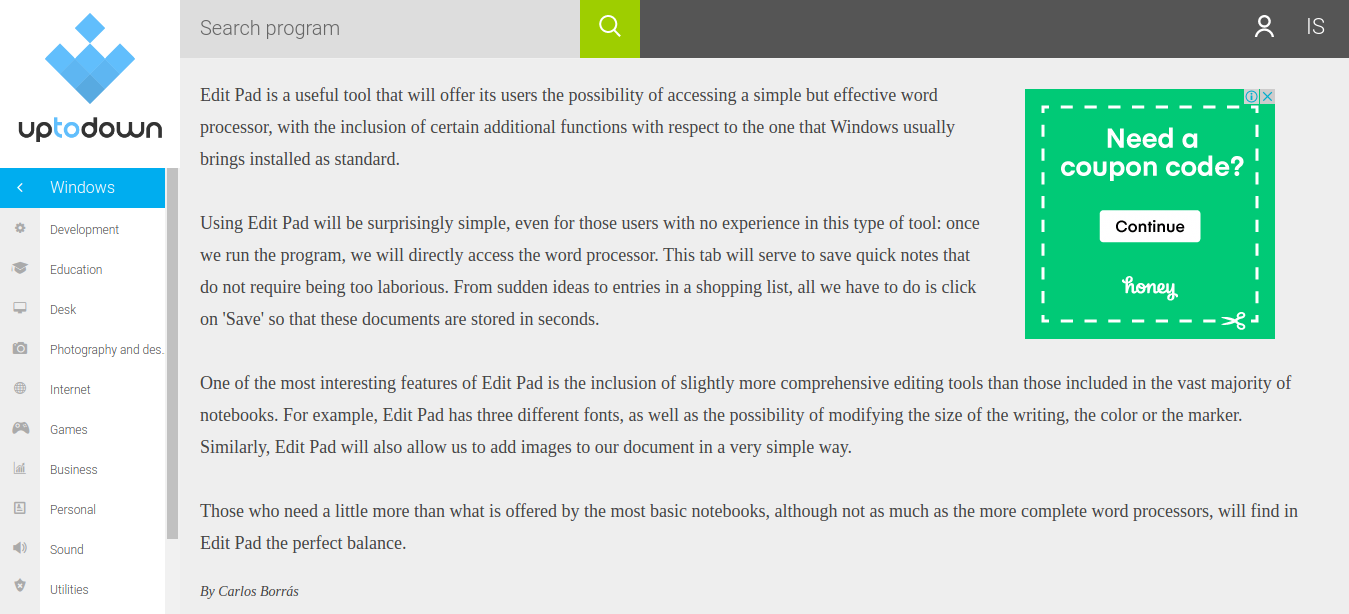 Search program
IS
uptodown
Windows
Development
Education
Desk
Photography and des.
Internet
Games
Business
Personal
Sound
Utilities
Edit Pad is a useful tool that will offer its users the possibility of accessing a simple but effective word
processor, with the inclusion of certain additional functions with respect to the one that Windows usually
brings installed as standard.
Using Edit Pad will be surprisingly simple, even for those users with no experience in this type of tool: once
we run the program, we will directly access the word processor. This tab will serve to save quick notes that
do not require being too laborious. From sudden ideas to entries in a shopping list, all we have to do is click
on 'Save' so that these documents are stored in seconds.
Need a
coupon code?
Continue
honey
One of the most interesting features of Edit Pad is the inclusion of slightly more comprehensive editing tools than those included in the vast majority of
notebooks. For example, Edit Pad has three different fonts, as well as the possibility of modifying the size of the writing, the color or the marker.
Similarly, Edit Pad will also allow us to add images to our document in a very simple way.
Those who need a little more than what is offered by the most basic notebooks, although not as much as the more complete word processors, will find in
Edit Pad the perfect balance.
By Carlos Borrás